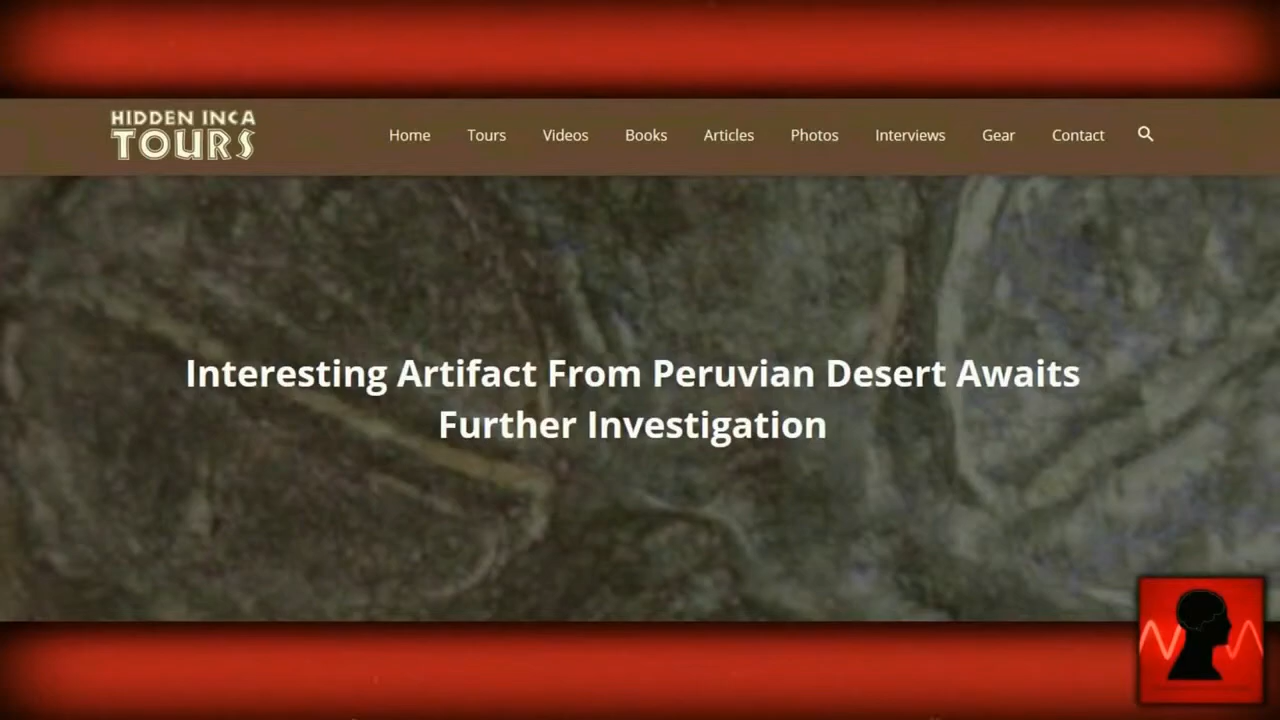 HIDDEN INCA
TOURS
Home Tours Videos Books Articles Photos Interviews Gear Contact
Interesting Artifact From Peruvian Desert Awaits
Further Investigation